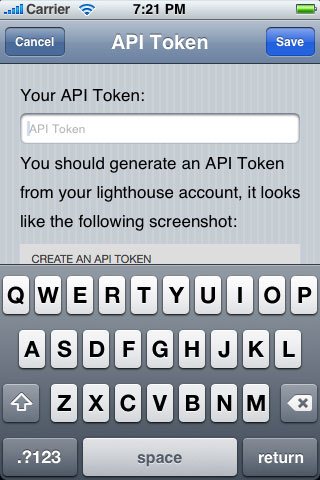 Carrier 7:21 PM
Cancel API Token Save
Your API Token:
API Token
You should generate an API Token
from your lighthouse account, it looks
like the following screenshot:
CREATE AN API TOKEN
Q W E R T Y U I O P
A S D F G H J K L
Z X C V B N M
.?123 space return